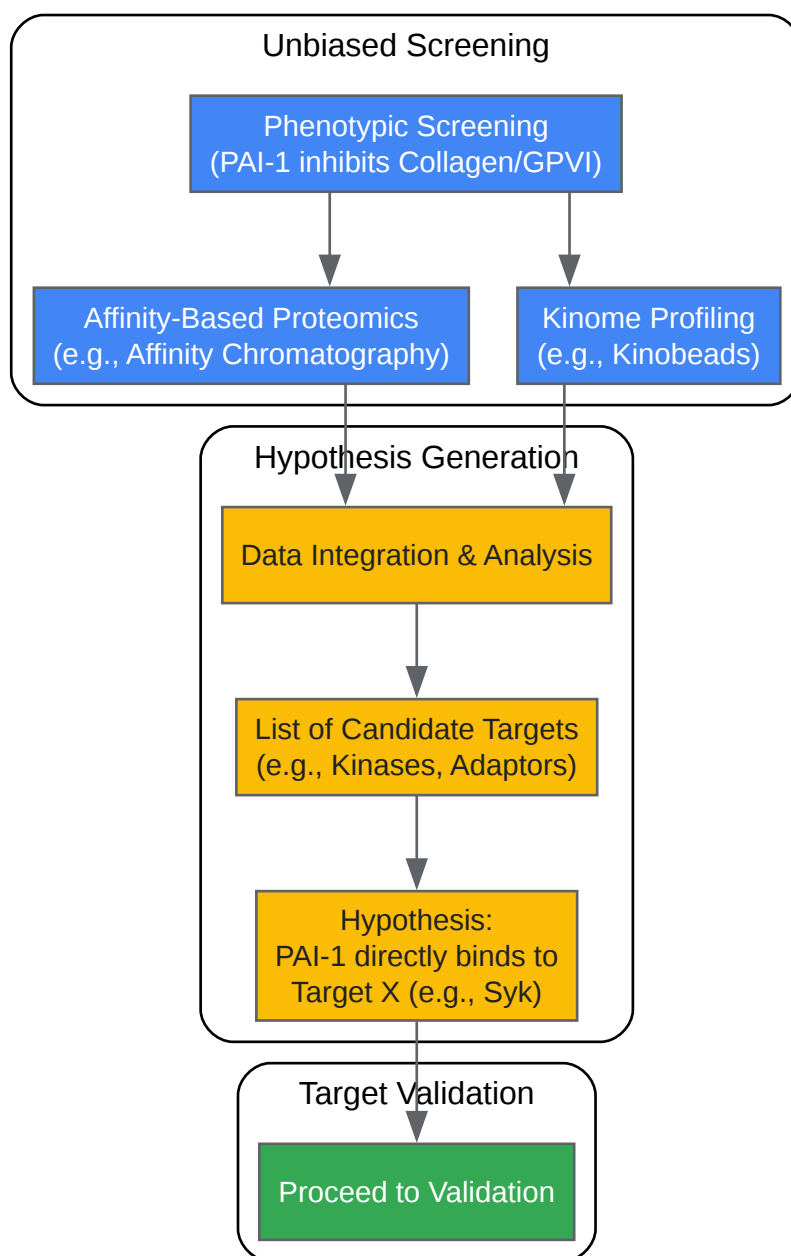 Unbiased Screening
Phenotypic Screening
(PAI-1 inhibits Collagen/GPVI)
Affinity-Based Proteomics
(e.g., Affinity Chromatography)
Kinome Profiling
(e.g., Kinobeads)
Hypothesis Generation
Data Integration & Analysis
List of Candidate Targets
(e.g., Kinases, Adaptors)
Hypothesis:
PAI-1 directly binds to
Target X (e.g., Syk)
Target Validation
Proceed to Validation